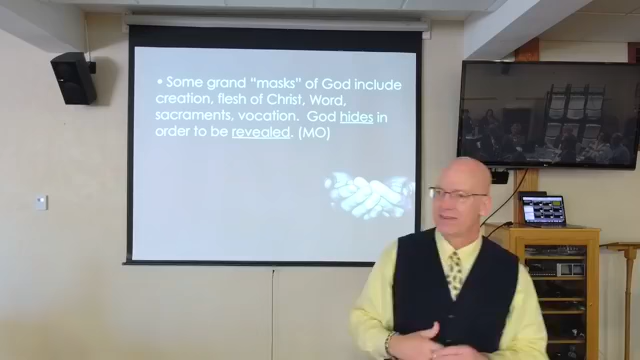 • Some grand “masks” of God include
creation, flesh of Christ, Word,
sacraments, vocation.  God hides in
order to be revealed. (MO)